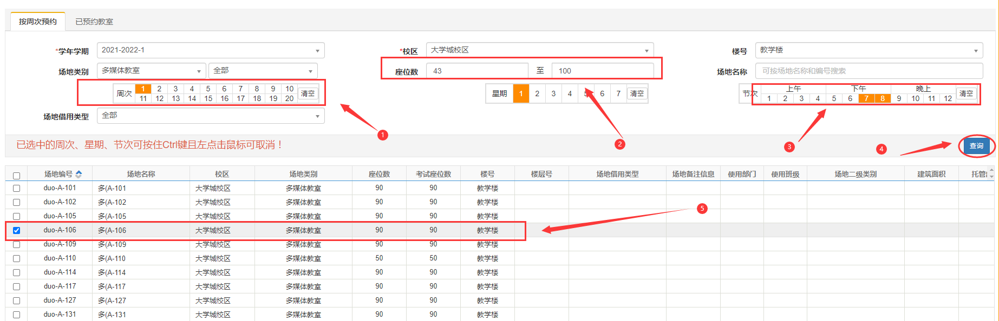 按周次预约 已预约教室
*学年学期 2021-2022-1 *校区 大学城校区 楼号 教学楼
场地类别 多媒体教室 全部 座位数 43 至 100 场地名称 可按场地名称和编号搜索
周次 1 2 3 4 5 6 7 8 9 10 清空 星期 1 2 3 4 5 6 7 清空 节次 上午 下午 晚上 清空
11 12 13 14 15 16 17 18 19 20 1 2 3 4 5 6 7 8 9 10 11 12
场地借用类型 全部
1 2 3 4
已选中的周次、星期、节次可按住Ctrl键且左点击鼠标可取消！ 查询
场地编号 场地名称 校区 场地类别 座位数 考试座位数 楼号 楼层号 场地借用类型 场地备注信息 使用部门 使用班级 场地二级类别 建筑面积 托管
duo-A-101 多(A-101 大学城校区 多媒体教室 90 90 教学楼
duo-A-102 多(A-102 大学城校区 多媒体教室 90 90 教学楼
duo-A-105 多(A-105 大学城校区 多媒体教室 90 90 教学楼
5
duo-A-106 多(A-106 大学城校区 多媒体教室 90 90 教学楼
duo-A-109 多(A-109 大学城校区 多媒体教室 90 90 教学楼
duo-A-110 多(A-110 大学城校区 多媒体教室 50 50 教学楼
duo-A-114 多(A-114 大学城校区 多媒体教室 90 90 教学楼
duo-A-117 多(A-117 大学城校区 多媒体教室 90 90 教学楼
duo-A-127 多(A-127 大学城校区 多媒体教室 90 90 教学楼
duo-A-131 多(A-131 大学城校区 多媒体教室 90 90 教学楼